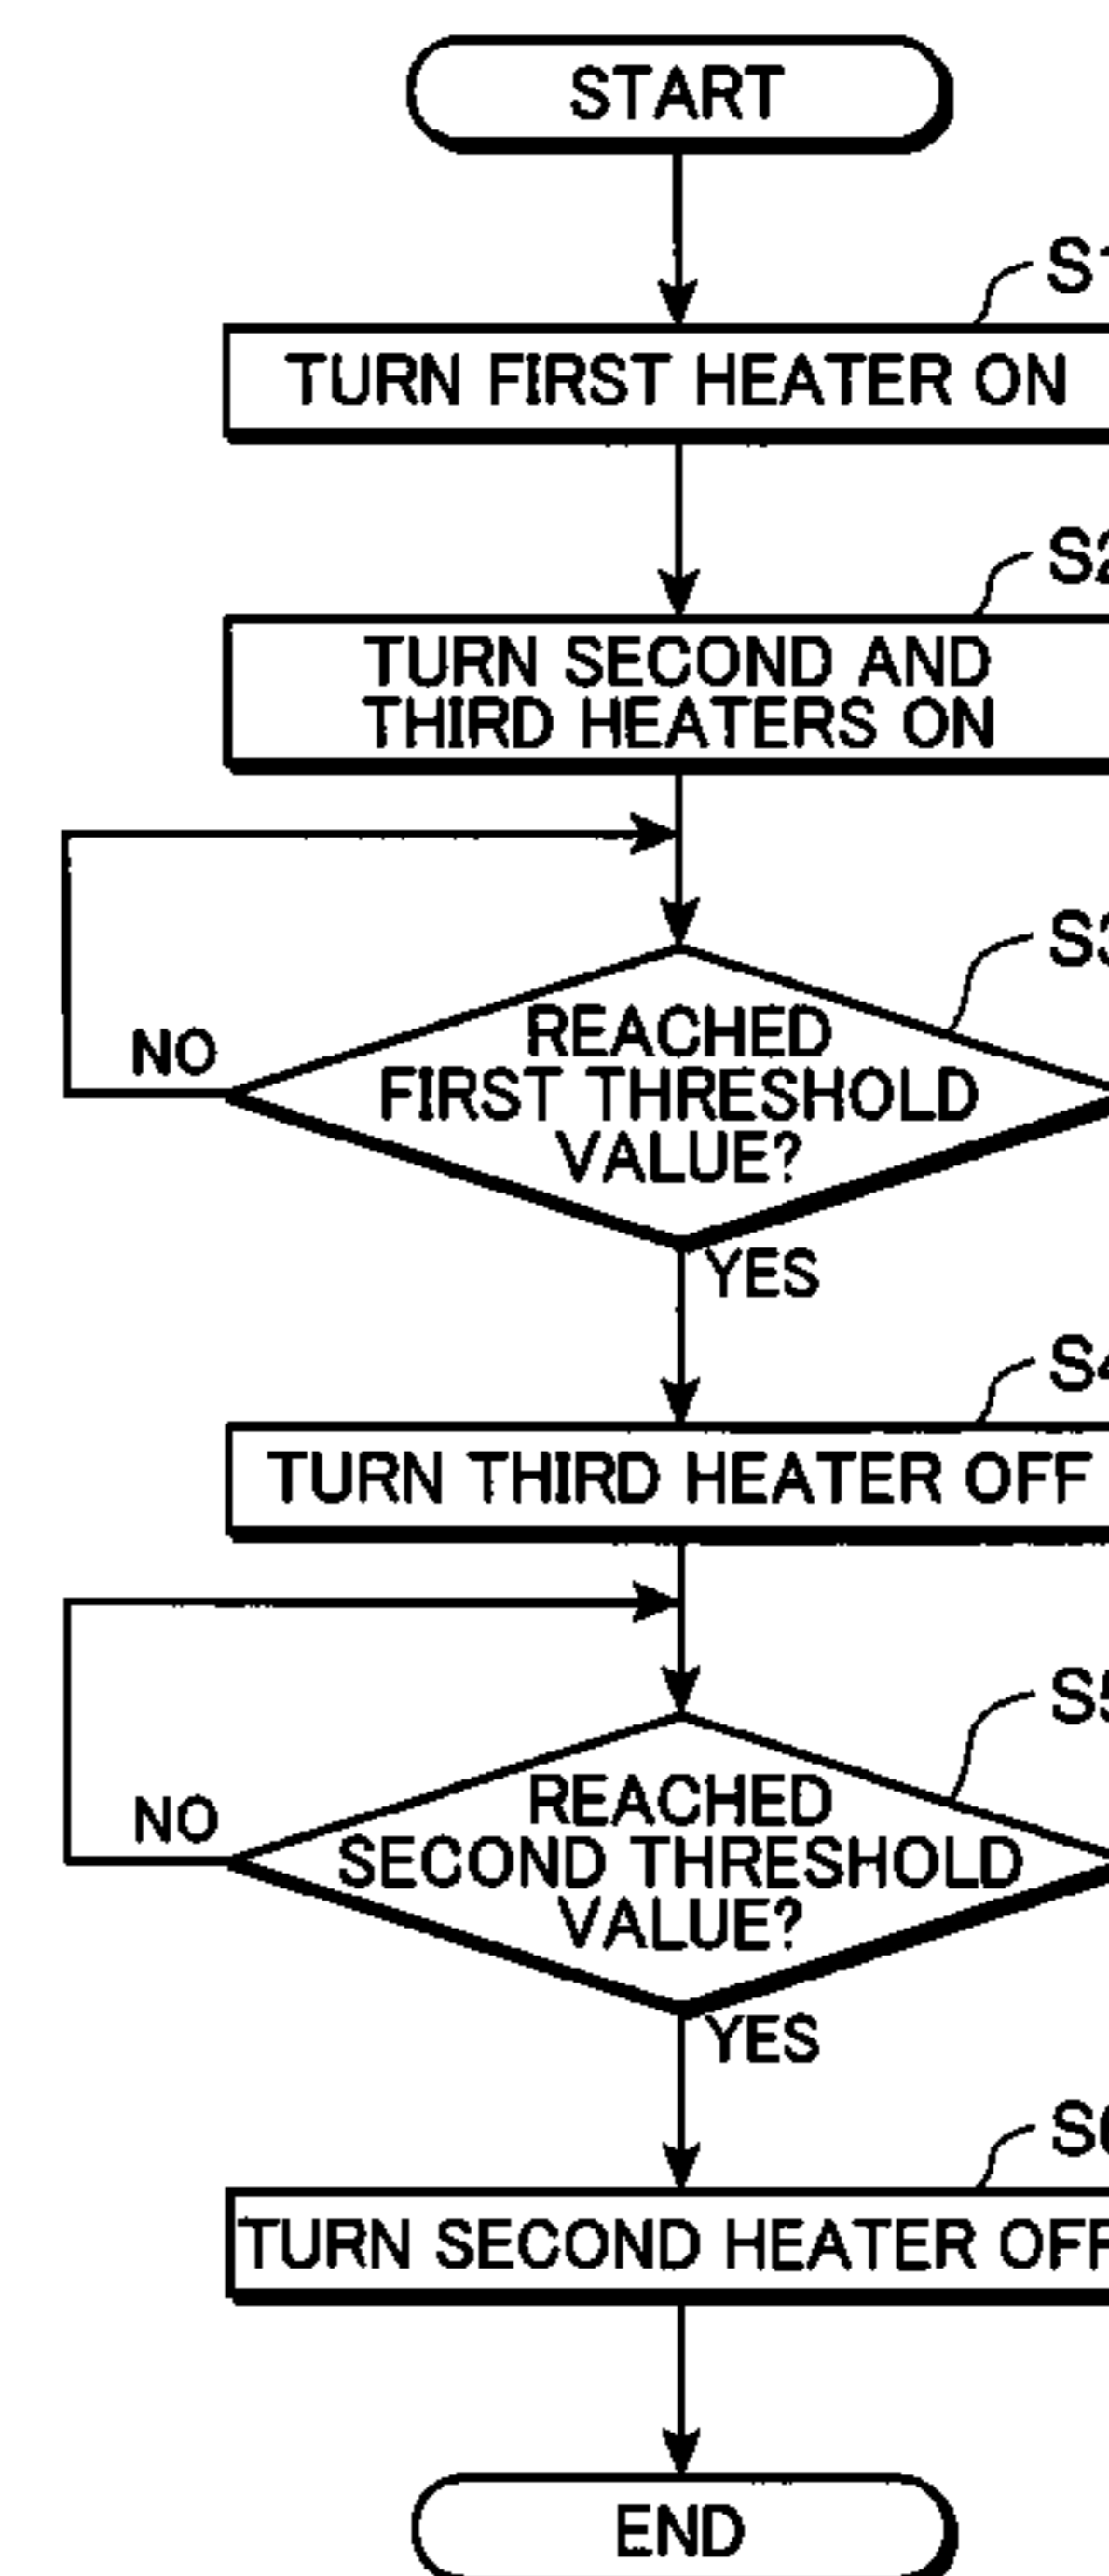 START
S1
TURN FIRST HEATER ON
S2
TURN SECOND AND
THIRD HEATERS ON
S3
REACHED
FIRST THRESHOLD
VALUE?
NO
YES
S4
TURN THIRD HEATER OFF
S5
REACHED
SECOND THRESHOLD
VALUE?
NO
YES
S6
TURN SECOND HEATER OFF
END